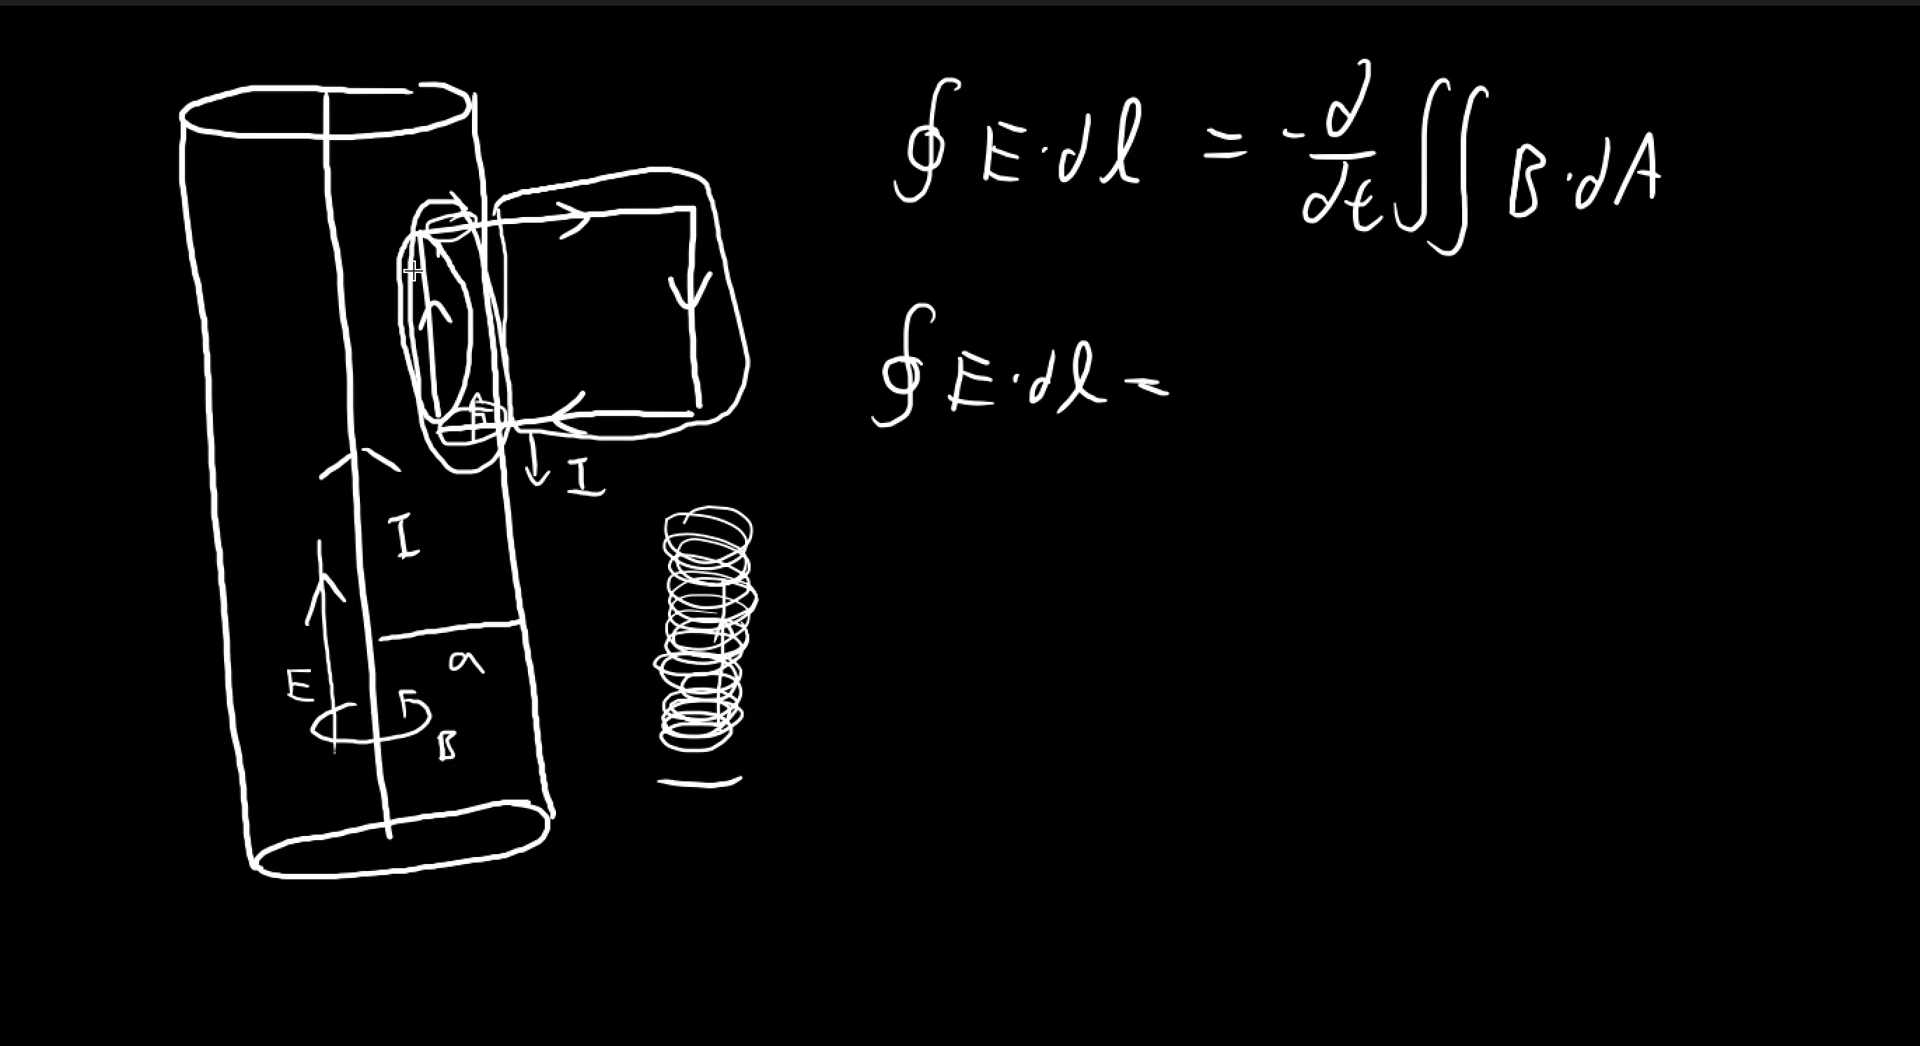 ∮ E · dl = - d/dt ∬ B · dA
∮ E · dl =
I
I
a
E
B